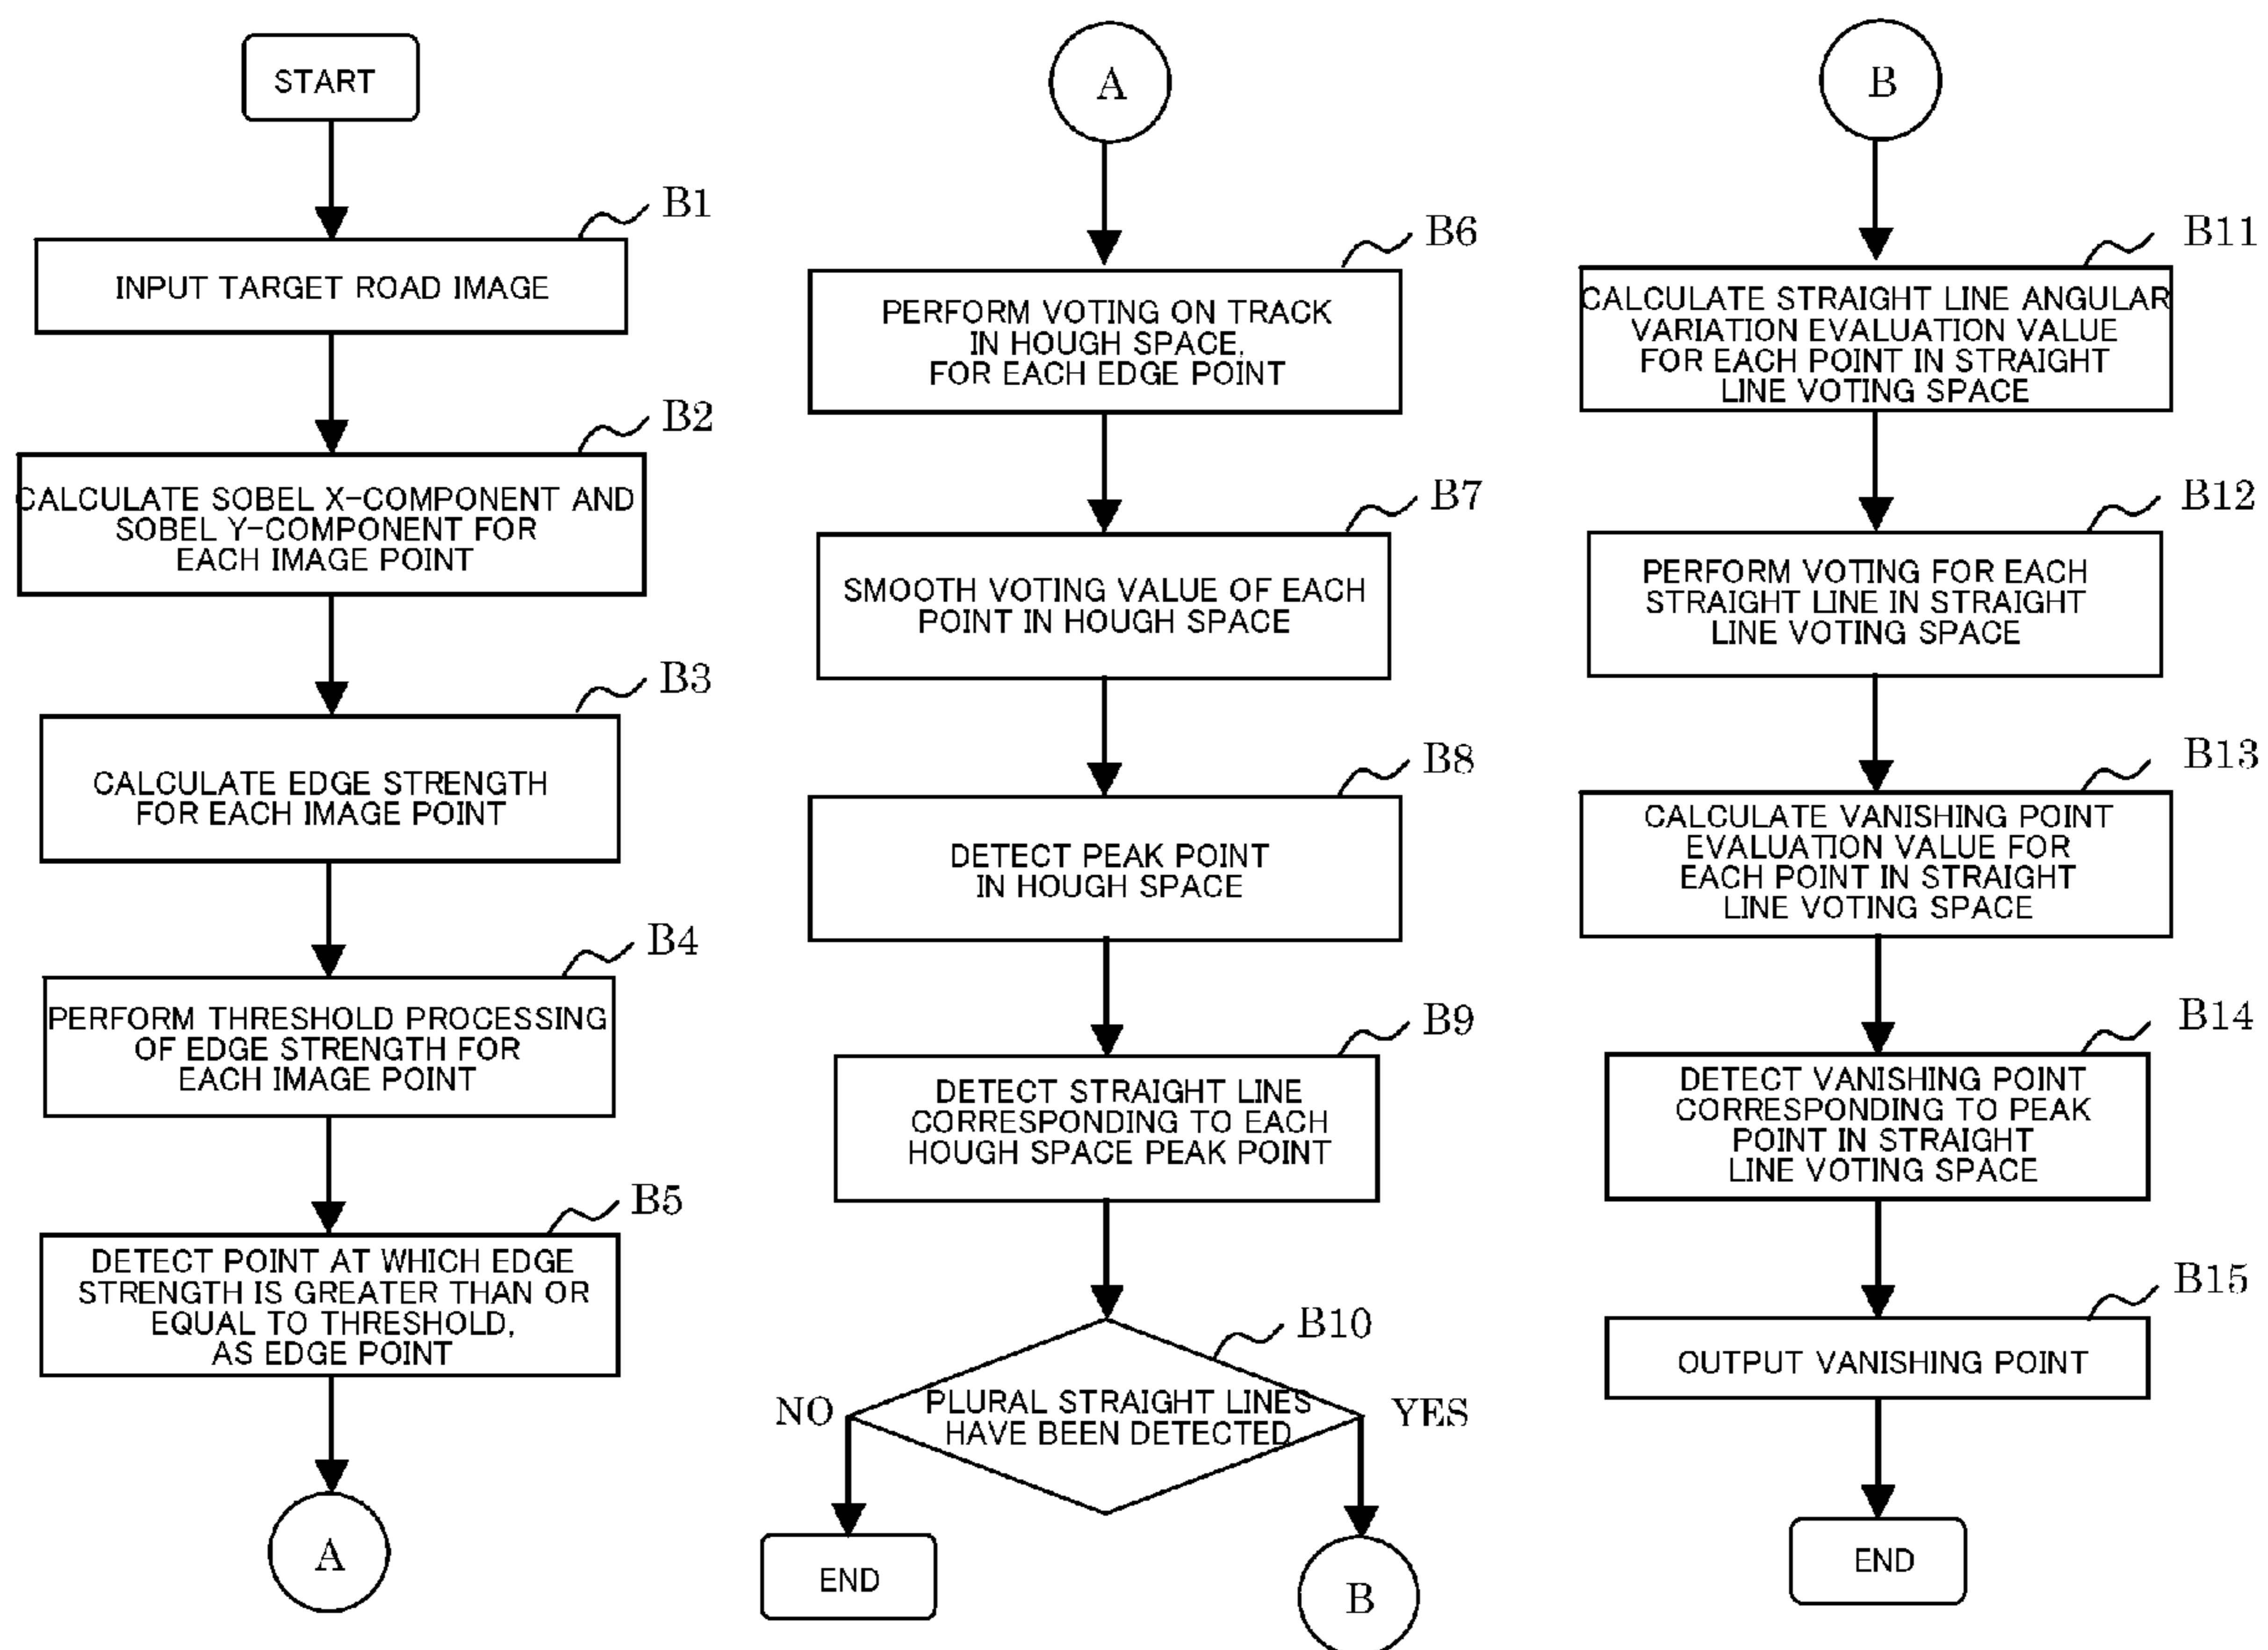 START
B1
INPUT TARGET ROAD IMAGE
B2
CALCULATE SOBEL X-COMPONENT AND
SOBEL Y-COMPONENT FOR
EACH IMAGE POINT
B3
CALCULATE EDGE STRENGTH
FOR EACH IMAGE POINT
B4
PERFORM THRESHOLD PROCESSING
OF EDGE STRENGTH FOR
EACH IMAGE POINT
B5
DETECT POINT AT WHICH EDGE
STRENGTH IS GREATER THAN OR
EQUAL TO THRESHOLD,
AS EDGE POINT
A
A
B6
PERFORM VOTING ON TRACK
IN HOUGH SPACE,
FOR EACH EDGE POINT
B7
SMOOTH VOTING VALUE OF EACH
POINT IN HOUGH SPACE
B8
DETECT PEAK POINT
IN HOUGH SPACE
B9
DETECT STRAIGHT LINE
CORRESPONDING TO EACH
HOUGH SPACE PEAK POINT
B10
PLURAL STRAIGHT LINES
HAVE BEEN DETECTED
NO
YES
END
B
B
B11
CALCULATE STRAIGHT LINE ANGULAR
VARIATION EVALUATION VALUE
FOR EACH POINT IN STRAIGHT
LINE VOTING SPACE
B12
PERFORM VOTING FOR EACH
STRAIGHT LINE IN STRAIGHT
LINE VOTING SPACE
B13
CALCULATE VANISHING POINT
EVALUATION VALUE FOR
EACH POINT IN STRAIGHT
LINE VOTING SPACE
B14
DETECT VANISHING POINT
CORRESPONDING TO PEAK
POINT IN STRAIGHT
LINE VOTING SPACE
B15
OUTPUT VANISHING POINT
END